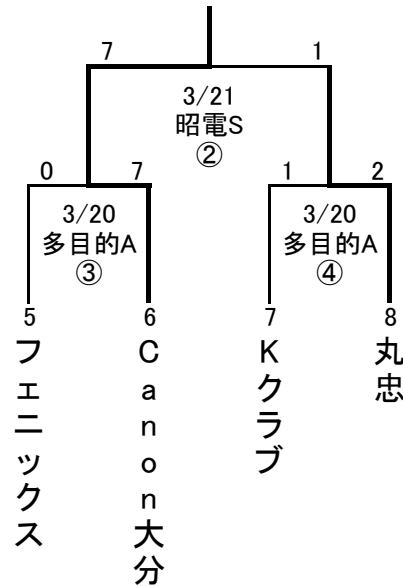 7 1
3/21
昭電S
②
0 7 1 2
3/20 3/20
多目的A 多目的A
③ ④
5 6 7 8
フェニックス
Canon大分
Kクラブ
丸忠